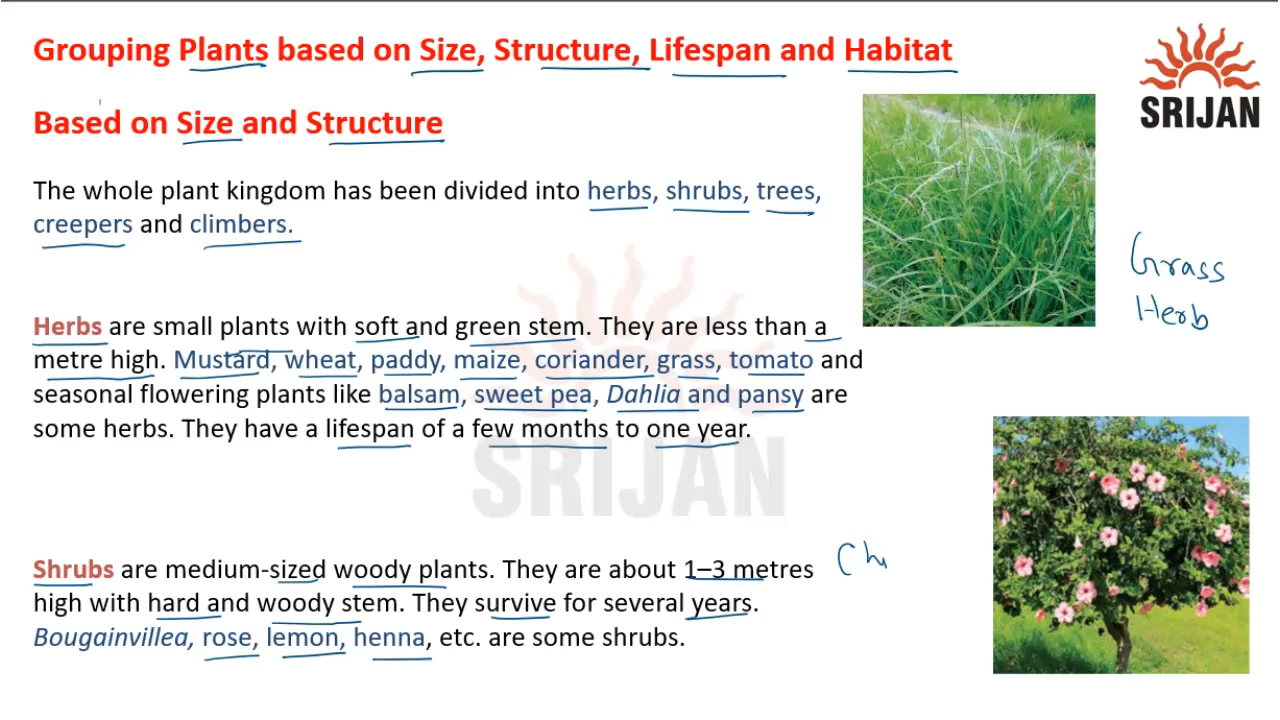 Grouping Plants based on Size, Structure, Lifespan and Habitat
SRIJAN
Based on Size and Structure
The whole plant kingdom has been divided into herbs, shrubs, trees,
creepers and climbers.
Grass
Herb
Herbs are small plants with soft and green stem. They are less than a
metre high. Mustard, wheat, paddy, maize, coriander, grass, tomato and
seasonal flowering plants like balsam, sweet pea, Dahlia and pansy are
some herbs. They have a lifespan of a few months to one year.
SRIJAN
Shrubs are medium-sized woody plants. They are about 1–3 metres
high with hard and woody stem. They survive for several years.
Bougainvillea, rose, lemon, henna, etc. are some shrubs.